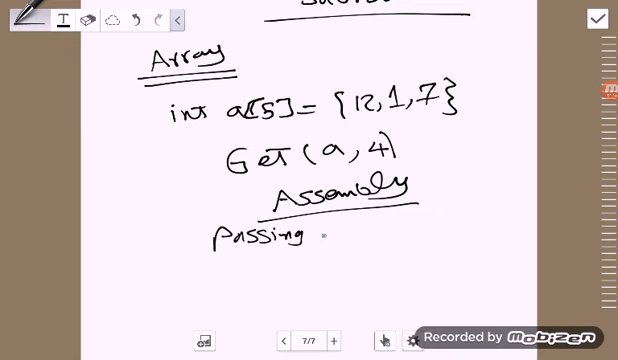 Array
int a[5] = {12,1,7}
Get (a, 4)
Assembly
passing
7/7
Recorded by mobizen